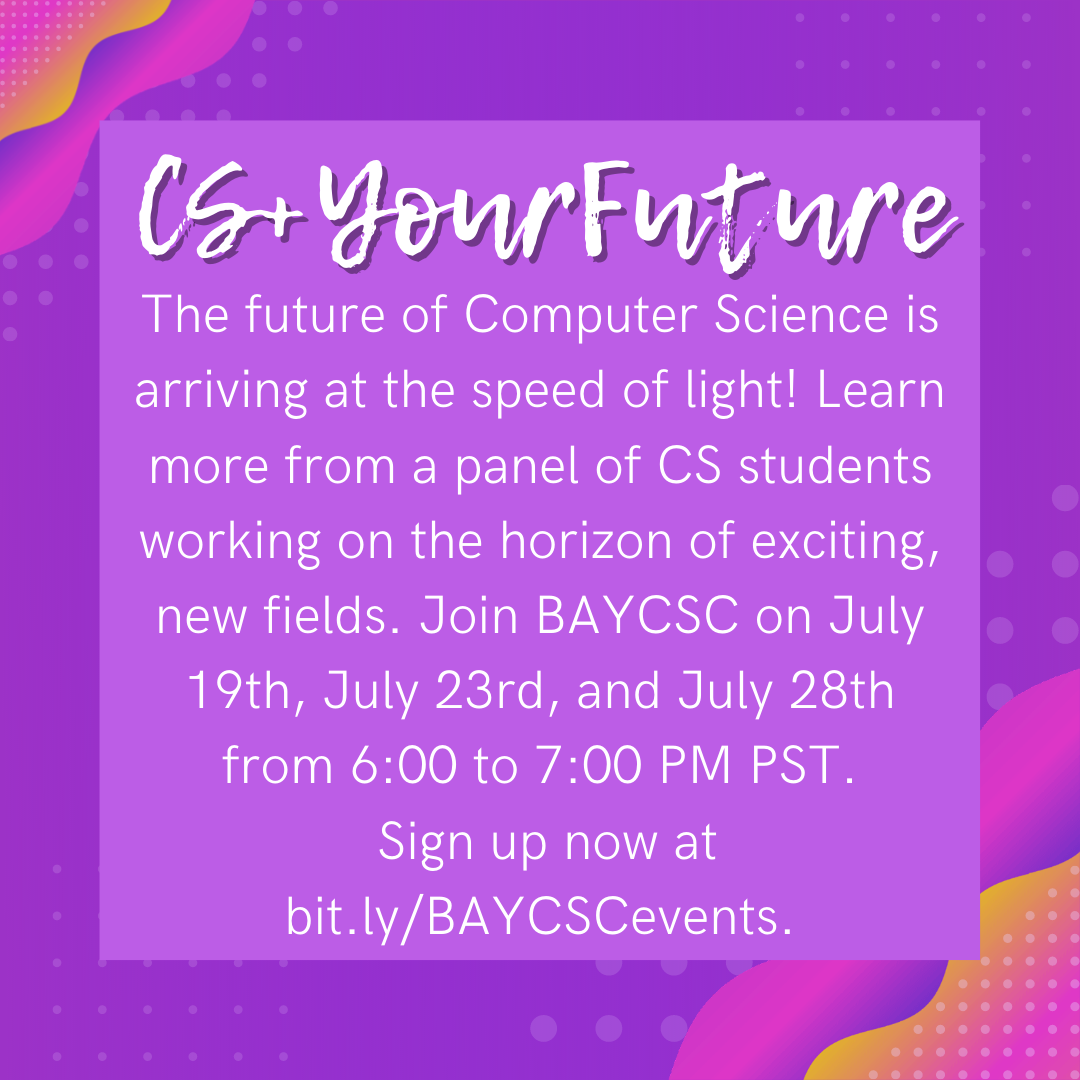 CS+YourFuture
The future of Computer Science is
arriving at the speed of light! Learn
more from a panel of CS students
working on the horizon of exciting,
new fields. Join BAYCSC on July
19th, July 23rd, and July 28th
from 6:00 to 7:00 PM PST.
Sign up now at
bit.ly/BAYCSCevents.